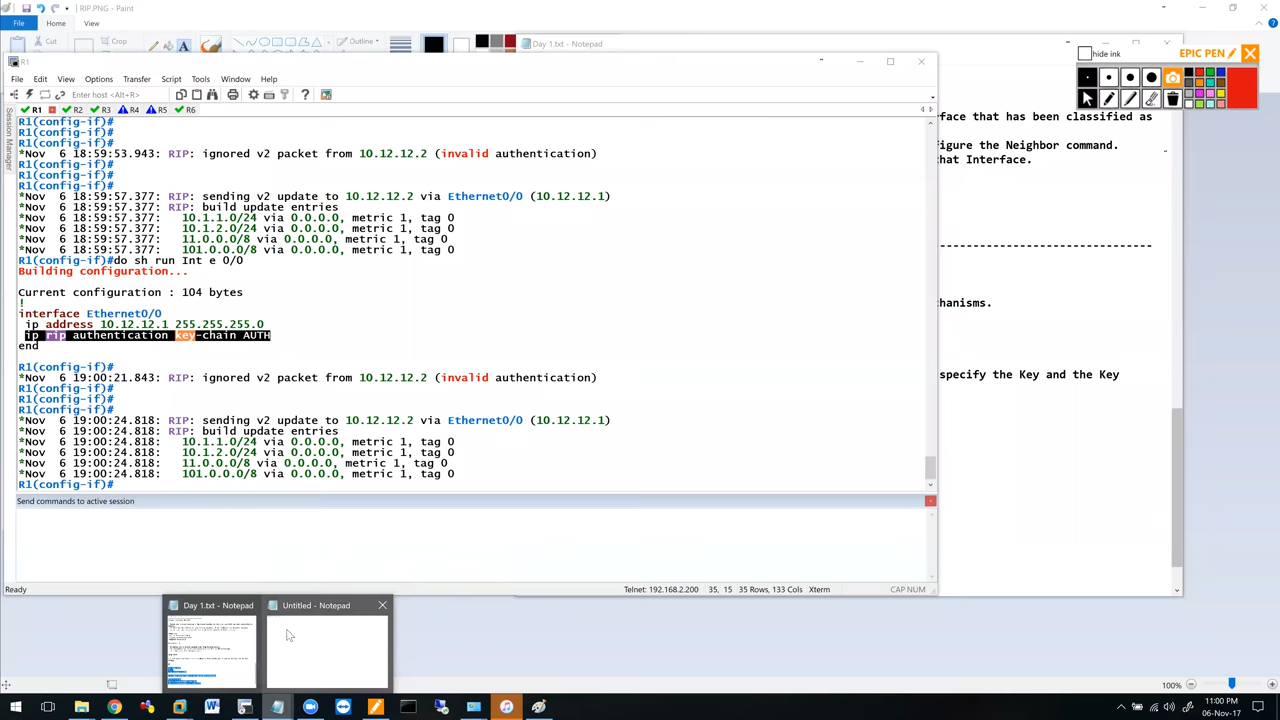 RIP.PNG - Paint
File
Home
View
Cut
Crop
Outline
Day 1.txt - Notepad
hide ink
EPIC PEN
R1
File Edit View Options Transfer Script Tools Window Help
Enter host <Alt+R>
R1 R2 R3 R4 R5 R6
Session Manager
R1(config-if)#
R1(config-if)#
R1(config-if)#
*Nov  6 18:59:53.943: RIP: ignored v2 packet from 10.12.12.2 (invalid authentication)
R1(config-if)#
R1(config-if)#
R1(config-if)#
*Nov  6 18:59:57.377: RIP: sending v2 update to 10.12.12.2 via Ethernet0/0 (10.12.12.1)
*Nov  6 18:59:57.377: RIP: build update entries
*Nov  6 18:59:57.377:   10.1.1.0/24 via 0.0.0.0, metric 1, tag 0
*Nov  6 18:59:57.377:   10.1.2.0/24 via 0.0.0.0, metric 1, tag 0
*Nov  6 18:59:57.377:   11.0.0.0/8 via 0.0.0.0, metric 1, tag 0
*Nov  6 18:59:57.377:   101.0.0.0/8 via 0.0.0.0, metric 1, tag 0
R1(config-if)#do sh run Int e 0/0
Building configuration...
Current configuration : 104 bytes
!
interface Ethernet0/0
ip address 10.12.12.1 255.255.255.0
ip rip authentication key-chain AUTH
end
R1(config-if)#
*Nov  6 19:00:21.843: RIP: ignored v2 packet from 10.12.12.2 (invalid authentication)
R1(config-if)#
R1(config-if)#
R1(config-if)#
*Nov  6 19:00:24.818: RIP: sending v2 update to 10.12.12.2 via Ethernet0/0 (10.12.12.1)
*Nov  6 19:00:24.818: RIP: build update entries
*Nov  6 19:00:24.818:   10.1.1.0/24 via 0.0.0.0, metric 1, tag 0
*Nov  6 19:00:24.818:   10.1.2.0/24 via 0.0.0.0, metric 1, tag 0
*Nov  6 19:00:24.818:   11.0.0.0/8 via 0.0.0.0, metric 1, tag 0
*Nov  6 19:00:24.818:   101.0.0.0/8 via 0.0.0.0, metric 1, tag 0
R1(config-if)#
face that has been classified as
figure the Neighbor command.
hat Interface.
--------------------------------
hanisms.
specify the Key and the Key
Send commands to active session
Ready
Telnet: 192.168.2.200 35, 15 35 Rows, 133 Cols Xterm CAP NUM
Day 1.txt - Notepad
Untitled - Notepad
100%
11:00 PM
06-Nov-17